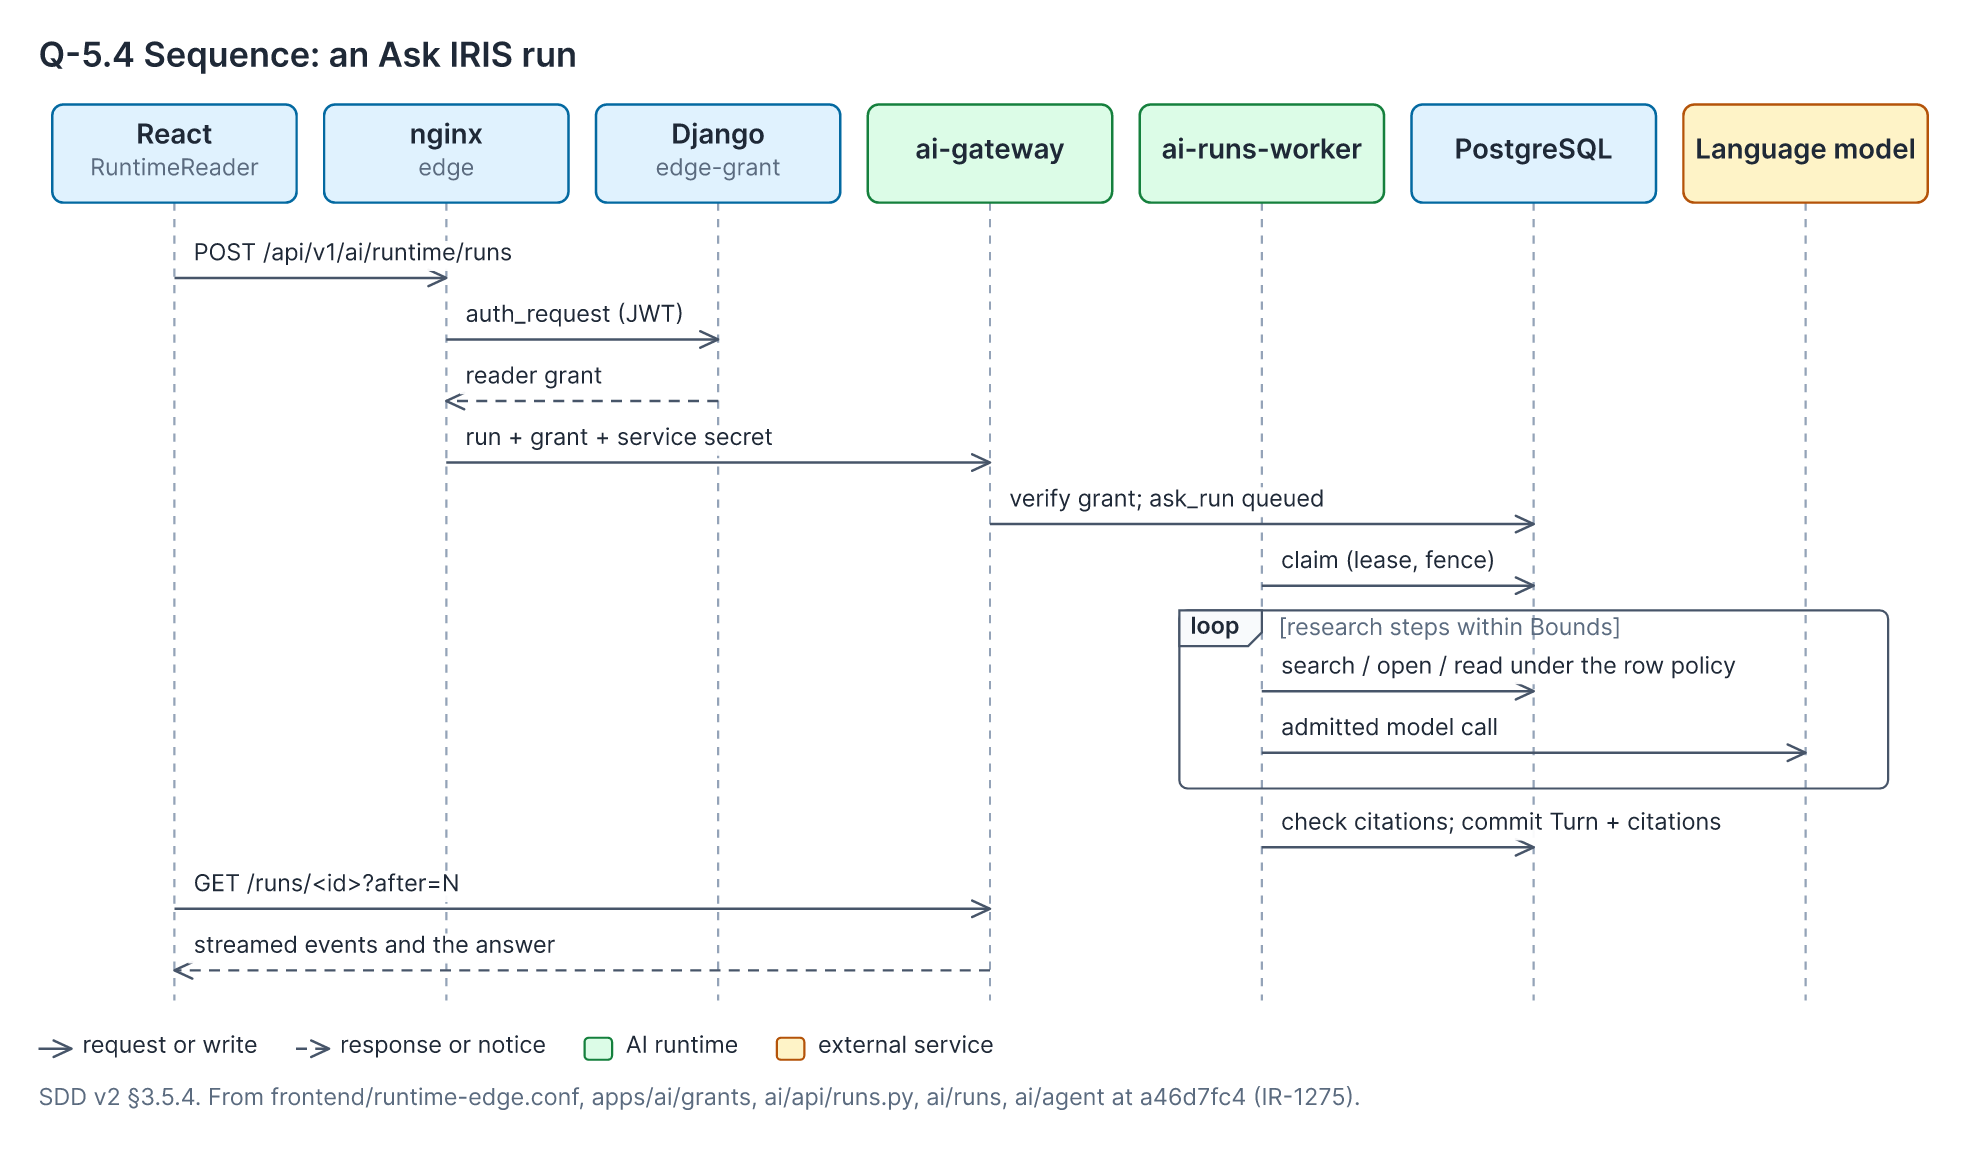 Q-5.4 Sequence: an Ask IRIS run
React
RuntimeReader
nginx
edge
Django
edge-grant
ai-gateway
ai-runs-worker
PostgreSQL
Language model
POST /api/v1/ai/runtime/runs
auth_request (JWT)
reader grant
run + grant + service secret
verify grant; ask_run queued
claim (lease, fence)
loop
[research steps within Bounds]
search / open / read under the row policy
admitted model call
check citations; commit Turn + citations
GET /runs/<id>?after=N
streamed events and the answer
request or write
response or notice
AI runtime
external service
SDD v2 §3.5.4. From frontend/runtime-edge.conf, apps/ai/grants, ai/api/runs.py, ai/runs, ai/agent at a46d7fc4 (IR-1275).